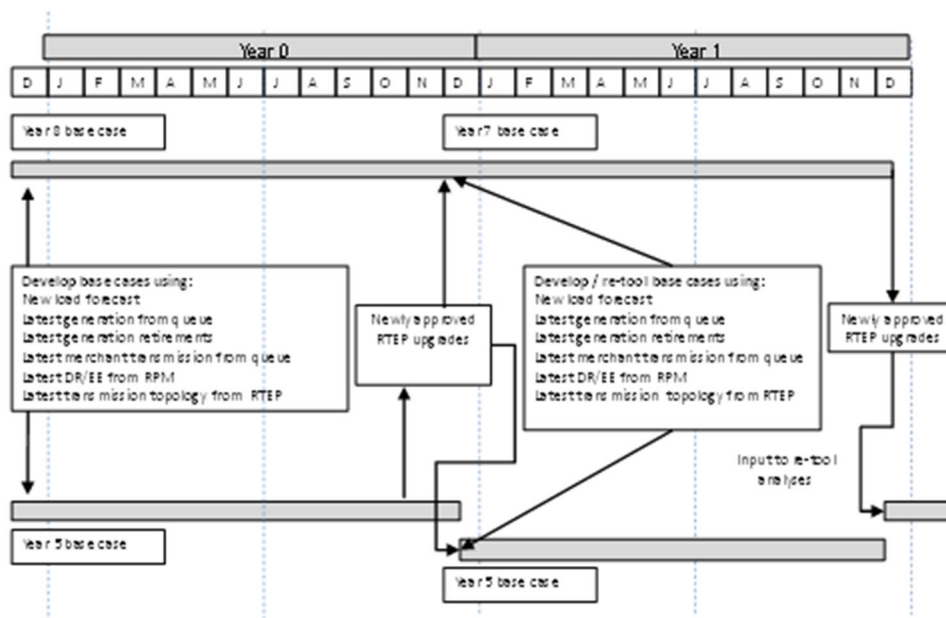 Year 0
Year 1
D J F M A M J J A S O N D J F M A M J J A S O N D
Year 8 base case
Year 7 base case
Develop base cases using:
New load forecast
Latest generation from queue
Latest generation retirements
Latest merchant transmission from queue
Latest DR/EE from RPM
Latest transmission topology from RTEP
Newly approved
RTEP upgrades
Develop / re-tool base cases using:
New load forecast
Latest generation from queue
Latest generation retirements
Latest merchant transmission from queue
Latest DR/EE from RPM
Latest transmission topology from RTEP
Newly approved
RTEP upgrades
Input to re-tool
analyses
Year 5 base case
Year 5 base case